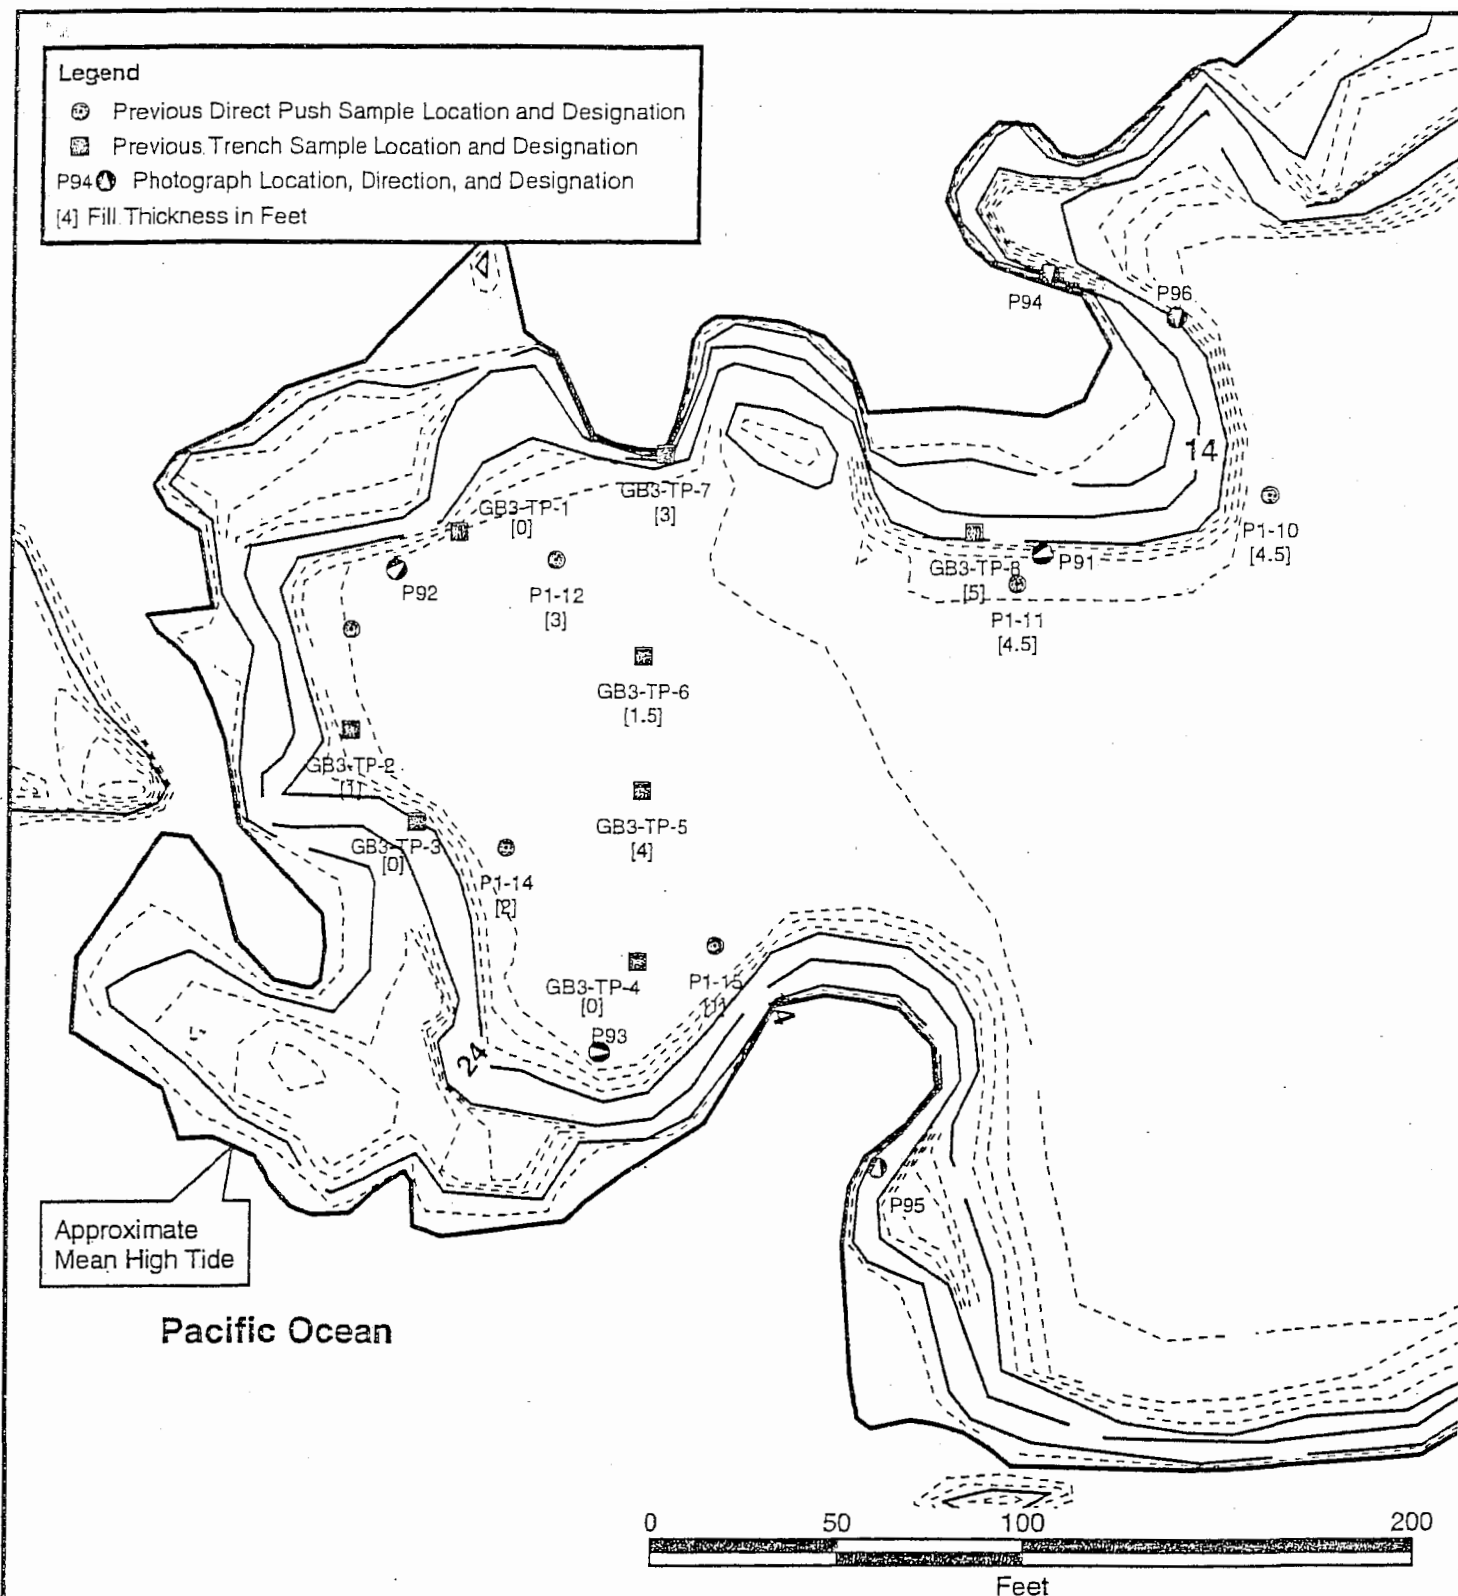 Legend
Previous Direct Push Sample Location and Designation
Previous Trench Sample Location and Designation
P94 Photograph Location, Direction, and Designation
[4] Fill Thickness in Feet
P94
P96
14
P1-10
[4.5]
GB3-TP-7
[3]
GB3-TP-1
[0]
P92
P1-12
[3]
GB3-TP-8
[5]
P91
P1-11
[4.5]
GB3-TP-6
[1.5]
GB3-TP-2
[1]
GB3-TP-5
[4]
GB3-TP-3
[0]
P1-14
[2]
GB3-TP-4
[0]
P1-15
[1]
P93
24
4
P95
Approximate
Mean High Tide
Pacific Ocean
0 50 100 200
Feet